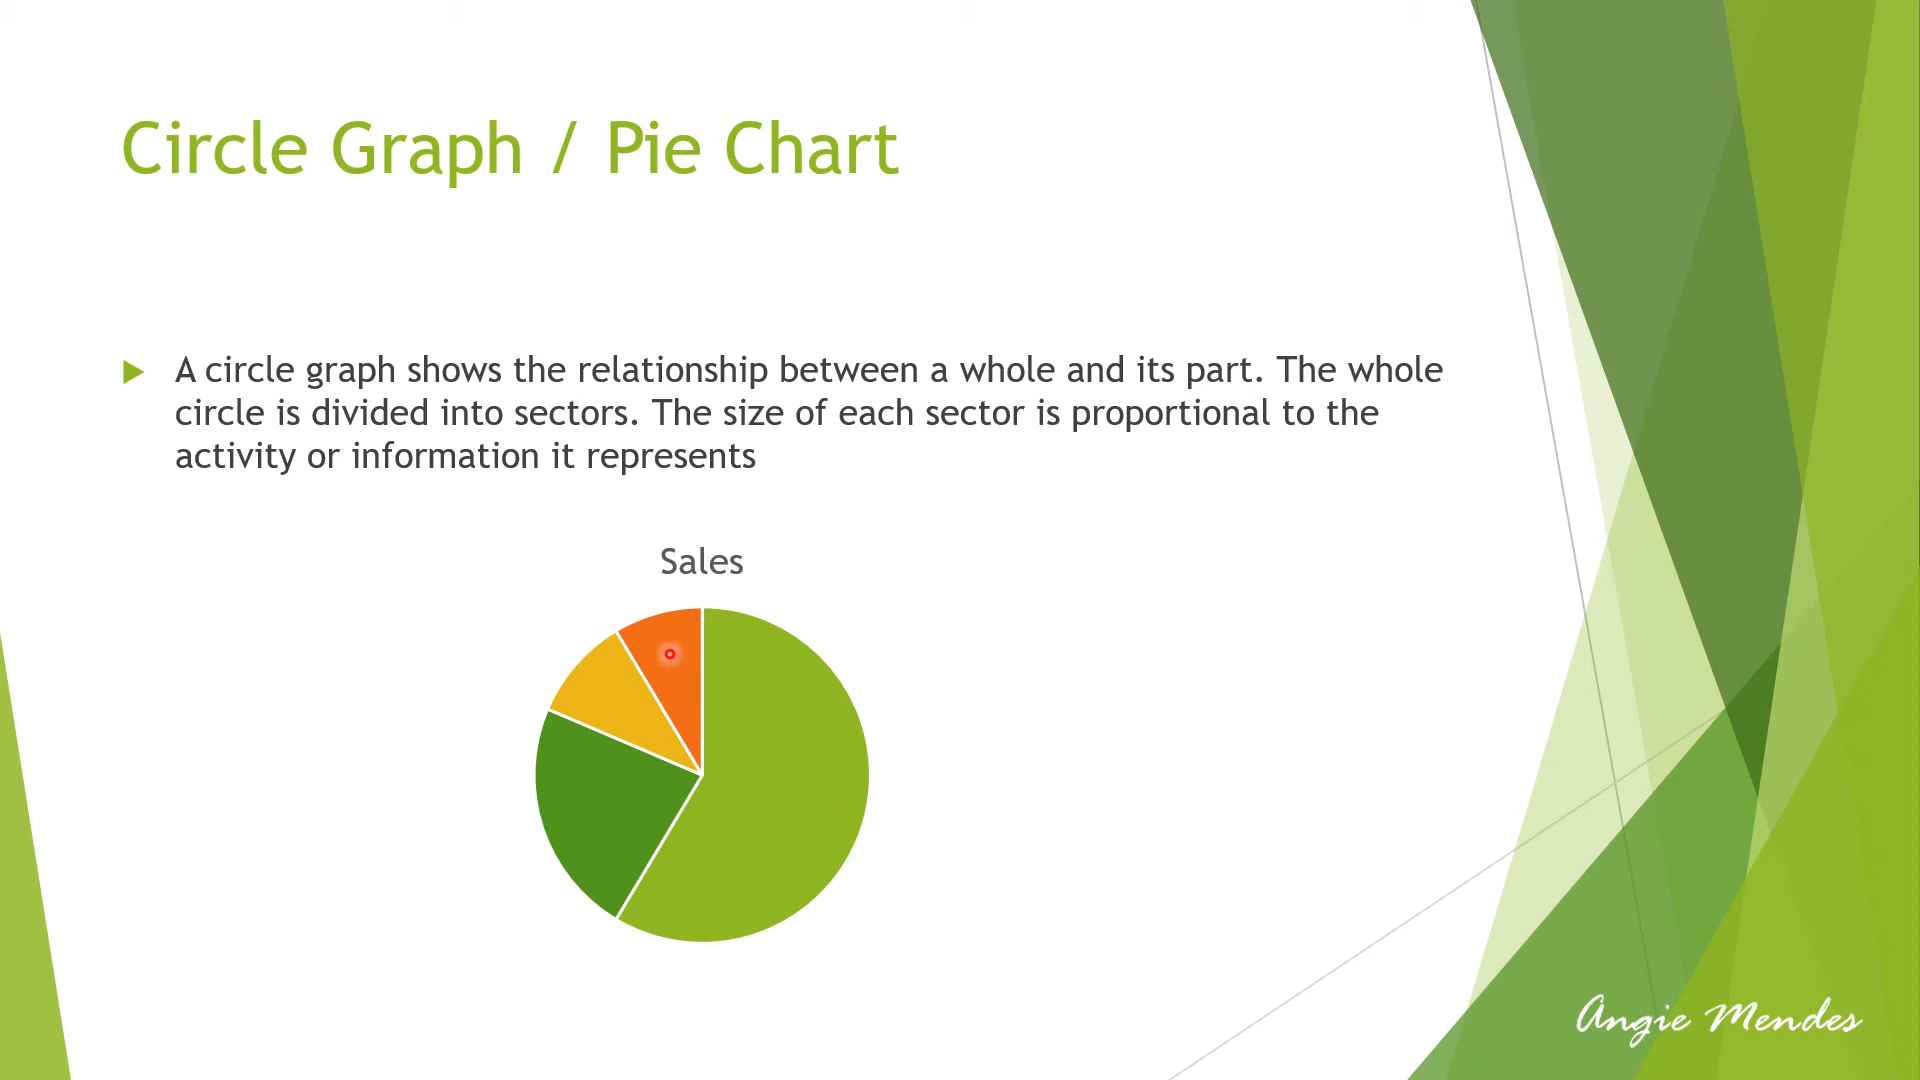 Circle Graph / Pie Chart
A circle graph shows the relationship between a whole and its part. The whole
circle is divided into sectors. The size of each sector is proportional to the
activity or information it represents
Sales
Angie Mendes